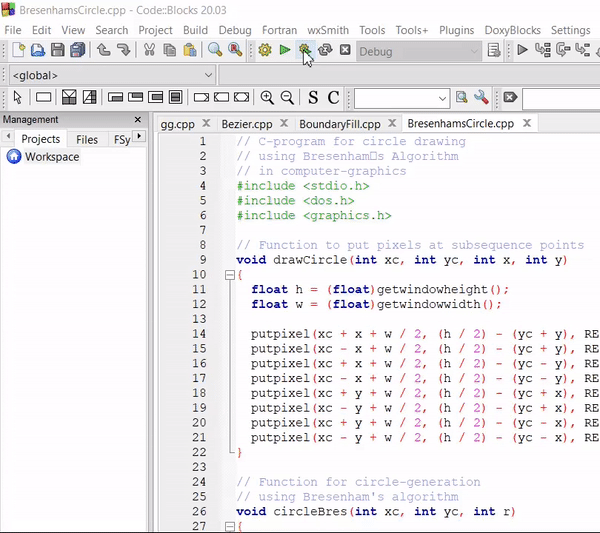 BresenhamsCircle.cpp - Code::Blocks 20.03
File Edit View Search Project Build Debug Fortran wxSmith Tools Tools+ Plugins DoxyBlocks Settings
Debug
<global>
S C
Management
Projects Files FSy
Workspace
gg.cpp Bezier.cpp BoundaryFill.cpp BresenhamsCircle.cpp
1 // C-program for circle drawing
2 // using Bresenham□s Algorithm
3 // in computer-graphics
4 #include <stdio.h>
5 #include <dos.h>
6 #include <graphics.h>
7
8 // Function to put pixels at subsequence points
9 void drawCircle(int xc, int yc, int x, int y)
10 {
11 float h = (float)getwindowheight();
12 float w = (float)getwindowwidth();
13
14 putpixel(xc + x + w / 2, (h / 2) - (yc + y), RE
15 putpixel(xc - x + w / 2, (h / 2) - (yc + y), RE
16 putpixel(xc + x + w / 2, (h / 2) - (yc - y), RE
17 putpixel(xc - x + w / 2, (h / 2) - (yc - y), RE
18 putpixel(xc + y + w / 2, (h / 2) - (yc + x), RE
19 putpixel(xc - y + w / 2, (h / 2) - (yc + x), RE
20 putpixel(xc + y + w / 2, (h / 2) - (yc - x), RE
21 putpixel(xc - y + w / 2, (h / 2) - (yc - x), RE
22 }
23
24 // Function for circle-generation
25 // using Bresenham's algorithm
26 void circleBres(int xc, int yc, int r)
27 {